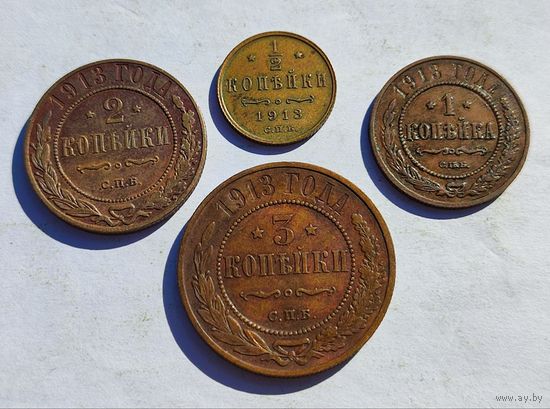 1913 ГОДА
* 2 *
КОПѢЙКИ
С.П.Б.
1/2
КОПѢЙКИ
1913
С.П.Б.
1913 ГОДА
* 1 *
КОПѢЙКА
С.П.Б.
1913 ГОДА
* 3 *
КОПѢЙКИ
С.П.Б.
www.ay.by